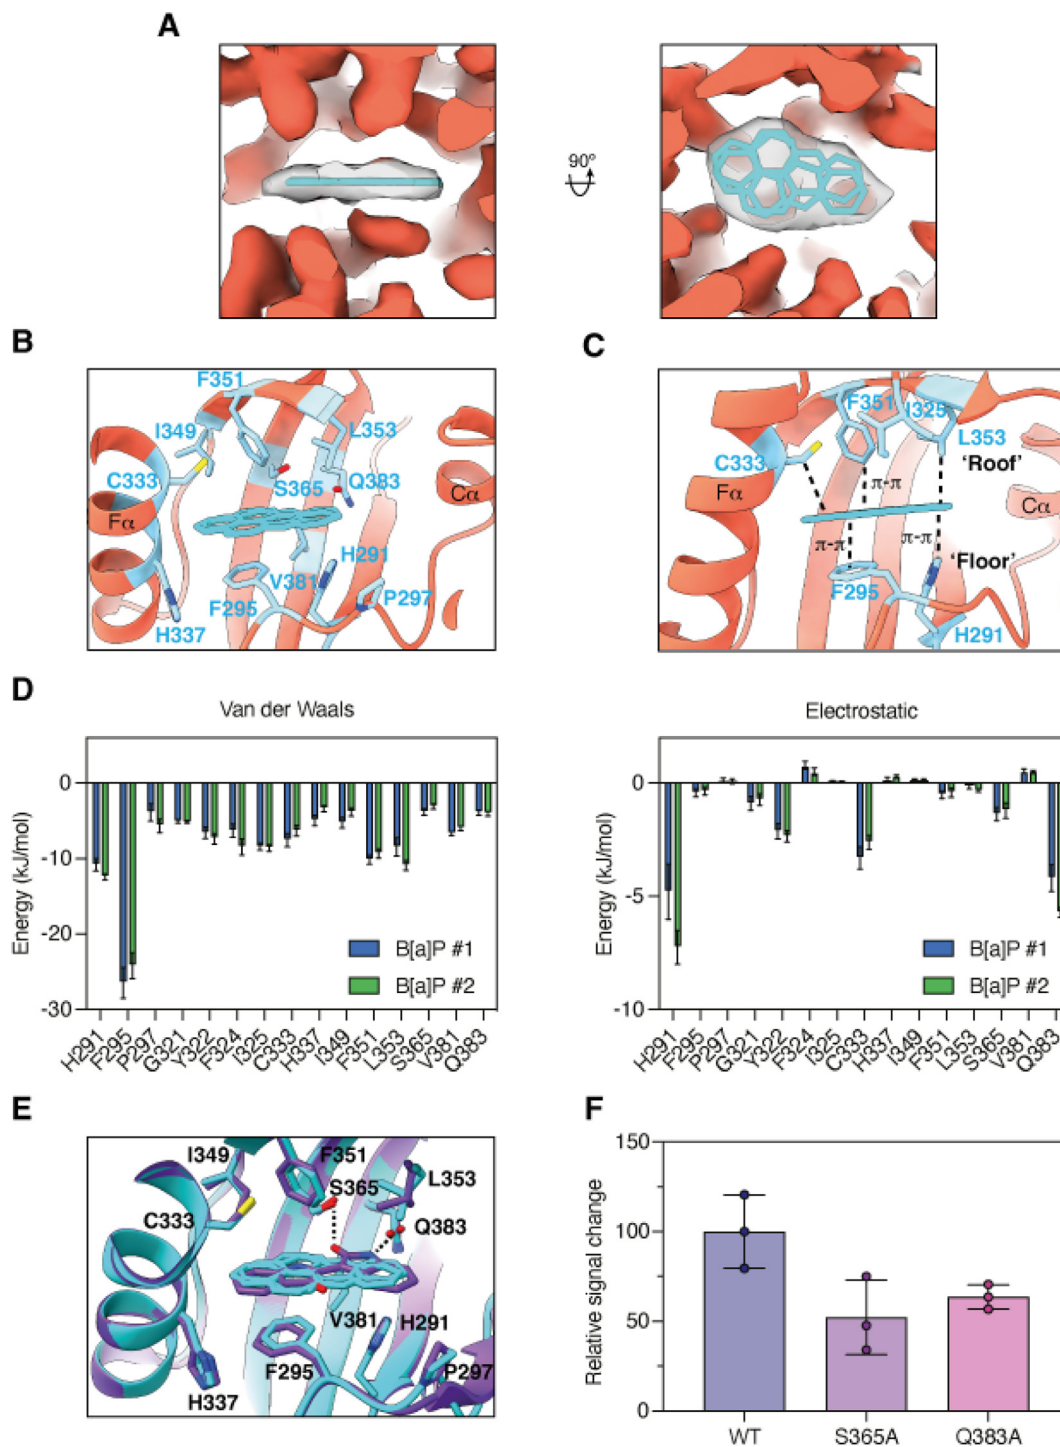 A
90°
B
F351
I349
L353
C333
S365
Q383
Fα
Cα
H291
V381
F295
P297
H337
C
F351
I325
L353
C333
'Roof'
π-π
Fα
Cα
π-π
π-π
'Floor'
F295
H291
D
Van der Waals
Energy (kJ/mol)
0
-10
-20
-30
B[a]P #1
B[a]P #2
H291
F295
P297
G321
Y322
F324
I325
C333
H337
I349
F351
L353
S365
V381
Q383
Electrostatic
Energy (kJ/mol)
0
-5
-10
B[a]P #1
B[a]P #2
H291
F295
P297
G321
Y322
F324
I325
C333
H337
I349
F351
L353
S365
V381
Q383
E
I349
F351
S365
L353
C333
Q383
V381
H291
F295
P297
H337
F
Relative signal change
150
100
50
0
WT
S365A
Q383A